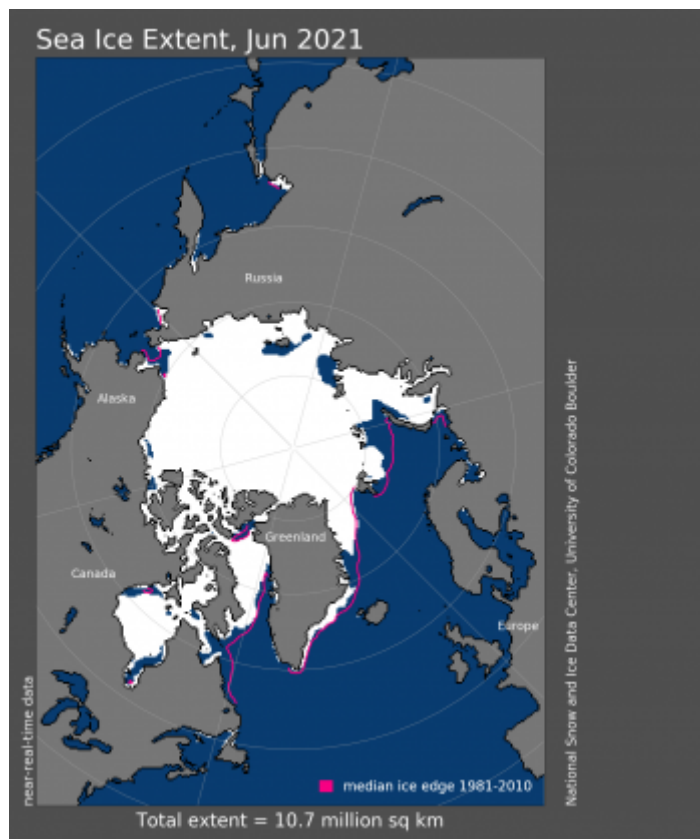 Sea Ice Extent, Jun 2021
Russia
Alaska
Greenland
Canada
Europe
near-real-time data
National Snow and Ice Data Center, University of Colorado Boulder
median ice edge 1981-2010
Total extent = 10.7 million sq km